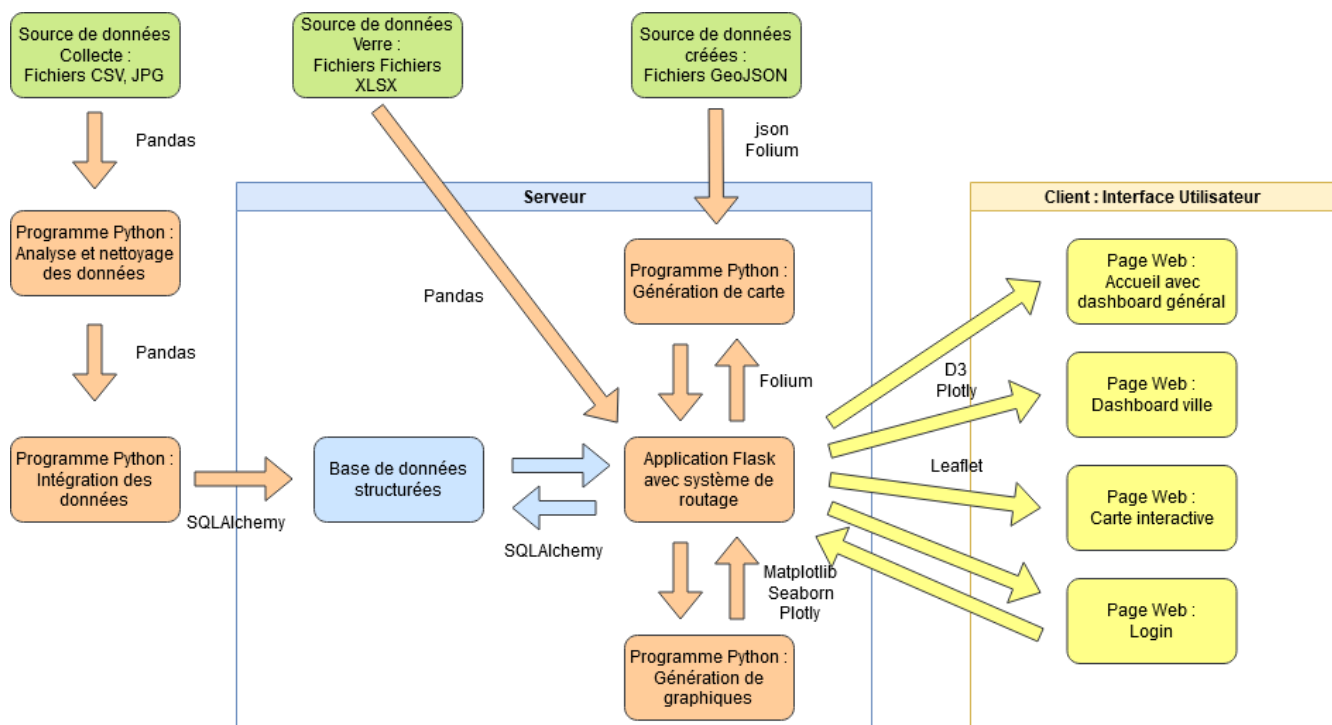 Source de données
Collecte :
Fichiers CSV, JPG
Source de données
Verre :
Fichiers Fichiers
XLSX
Source de données
créées :
Fichiers GeoJSON
Pandas
json
Folium
Serveur
Client : Interface Utilisateur
Programme Python :
Analyse et nettoyage
des données
Pandas
Programme Python :
Génération de carte
Page Web :
Accueil avec
dashboard général
Pandas
Folium
D3
Plotly
Page Web :
Dashboard ville
Programme Python :
Intégration des
données
SQLAlchemy
Base de données
structurées
SQLAlchemy
Application Flask
avec système de
routage
Leaflet
Page Web :
Carte interactive
Matplotlib
Seaborn
Plotly
Page Web :
Login
Programme Python :
Génération de
graphiques